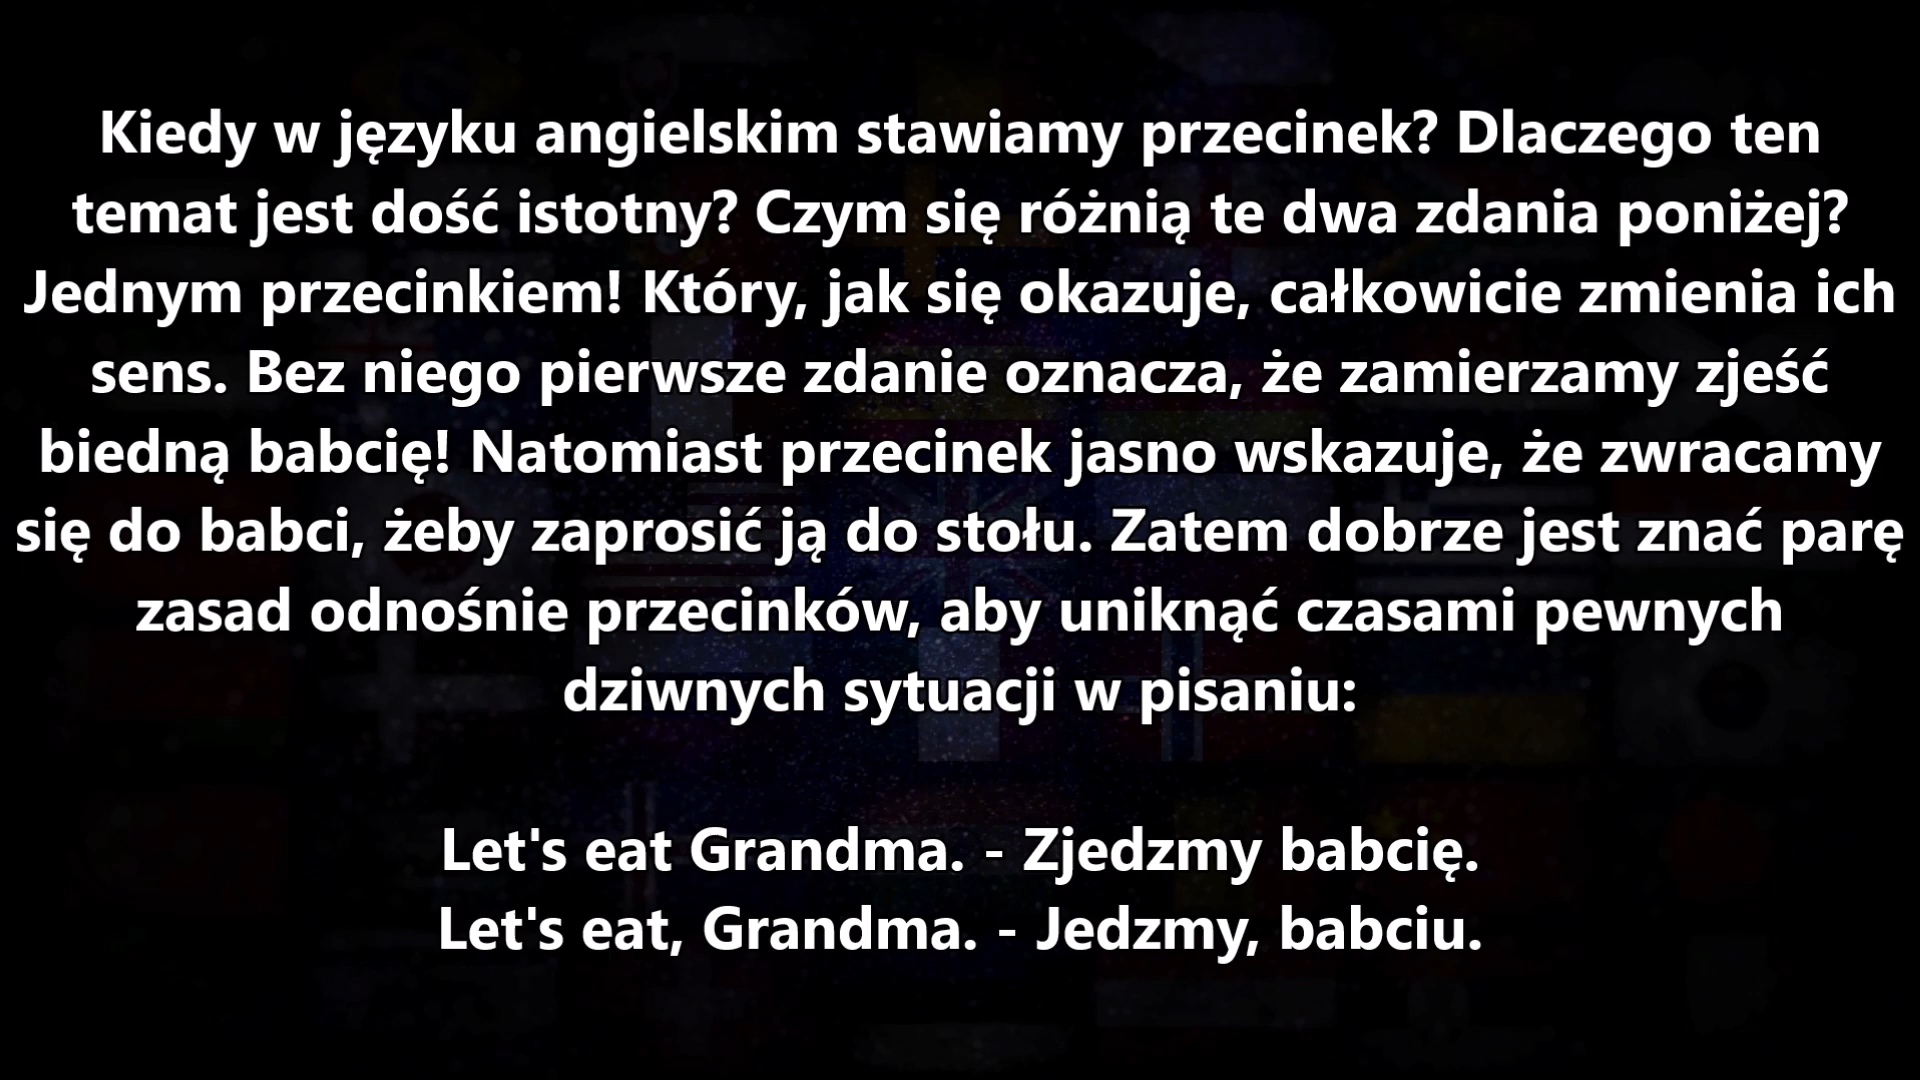 Kiedy w języku angielskim stawiamy przecinek? Dlaczego ten
temat jest dość istotny? Czym się różnią te dwa zdania poniżej?
Jednym przecinkiem! Który, jak się okazuje, całkowicie zmienia ich
sens. Bez niego pierwsze zdanie oznacza, że zamierzamy zjeść
biedną babcię! Natomiast przecinek jasno wskazuje, że zwracamy
się do babci, żeby zaprosić ją do stołu. Zatem dobrze jest znać parę
zasad odnośnie przecinków, aby uniknąć czasami pewnych
dziwnych sytuacji w pisaniu:
Let's eat Grandma. - Zjedzmy babcię.
Let's eat, Grandma. - Jedzmy, babciu.